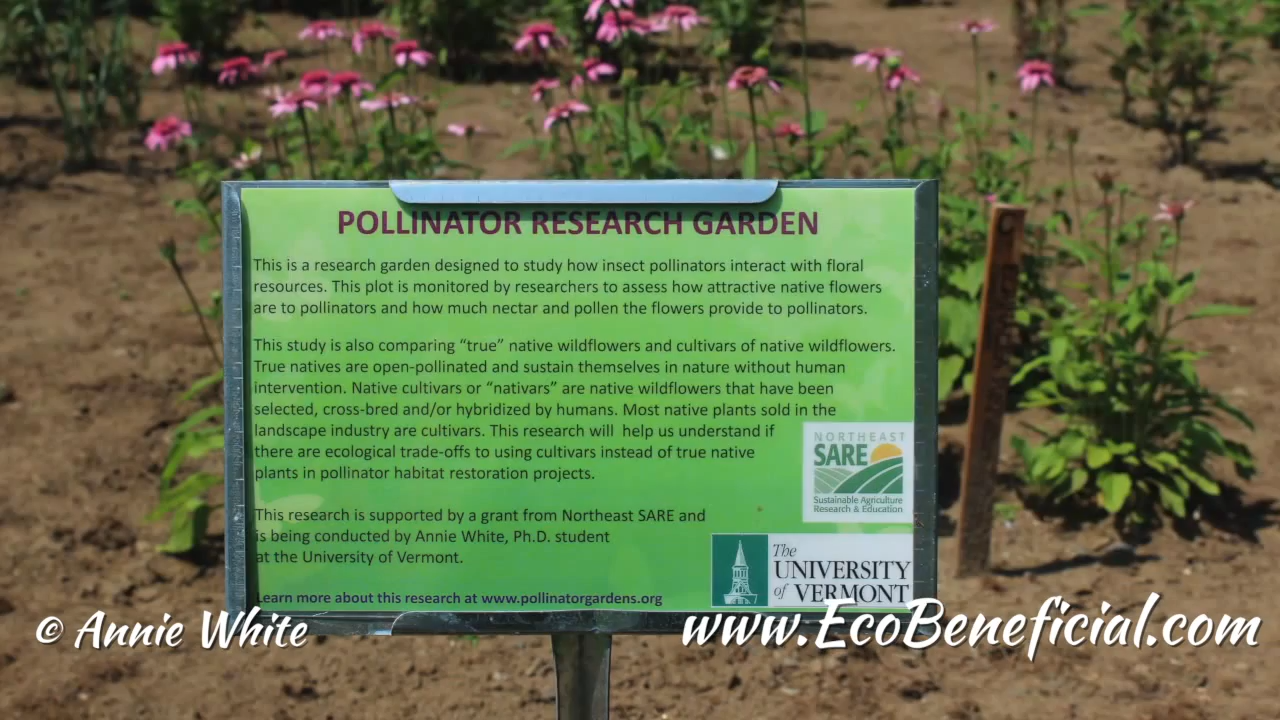 POLLINATOR RESEARCH GARDEN
This is a research garden designed to study how insect pollinators interact with floral
resources. This plot is monitored by researchers to assess how attractive native flowers
are to pollinators and how much nectar and pollen the flowers provide to pollinators.
This study is also comparing “true” native wildflowers and cultivars of native wildflowers.
True natives are open-pollinated and sustain themselves in nature without human
intervention. Native cultivars or “nativars” are native wildflowers that have been
selected, cross-bred and/or hybridized by humans. Most native plants sold in the
landscape industry are cultivars. This research will help us understand if
there are ecological trade-offs to using cultivars instead of true native
plants in pollinator habitat restoration projects.
NORTHEAST
SARE
Sustainable Agriculture
Research & Education
This research is supported by a grant from Northeast SARE and
is being conducted by Annie White, Ph.D. student
at the University of Vermont.
The
UNIVERSITY
of VERMONT
Learn more about this research at www.pollinatorgardens.org
© Annie White
www.EcoBeneficial.com